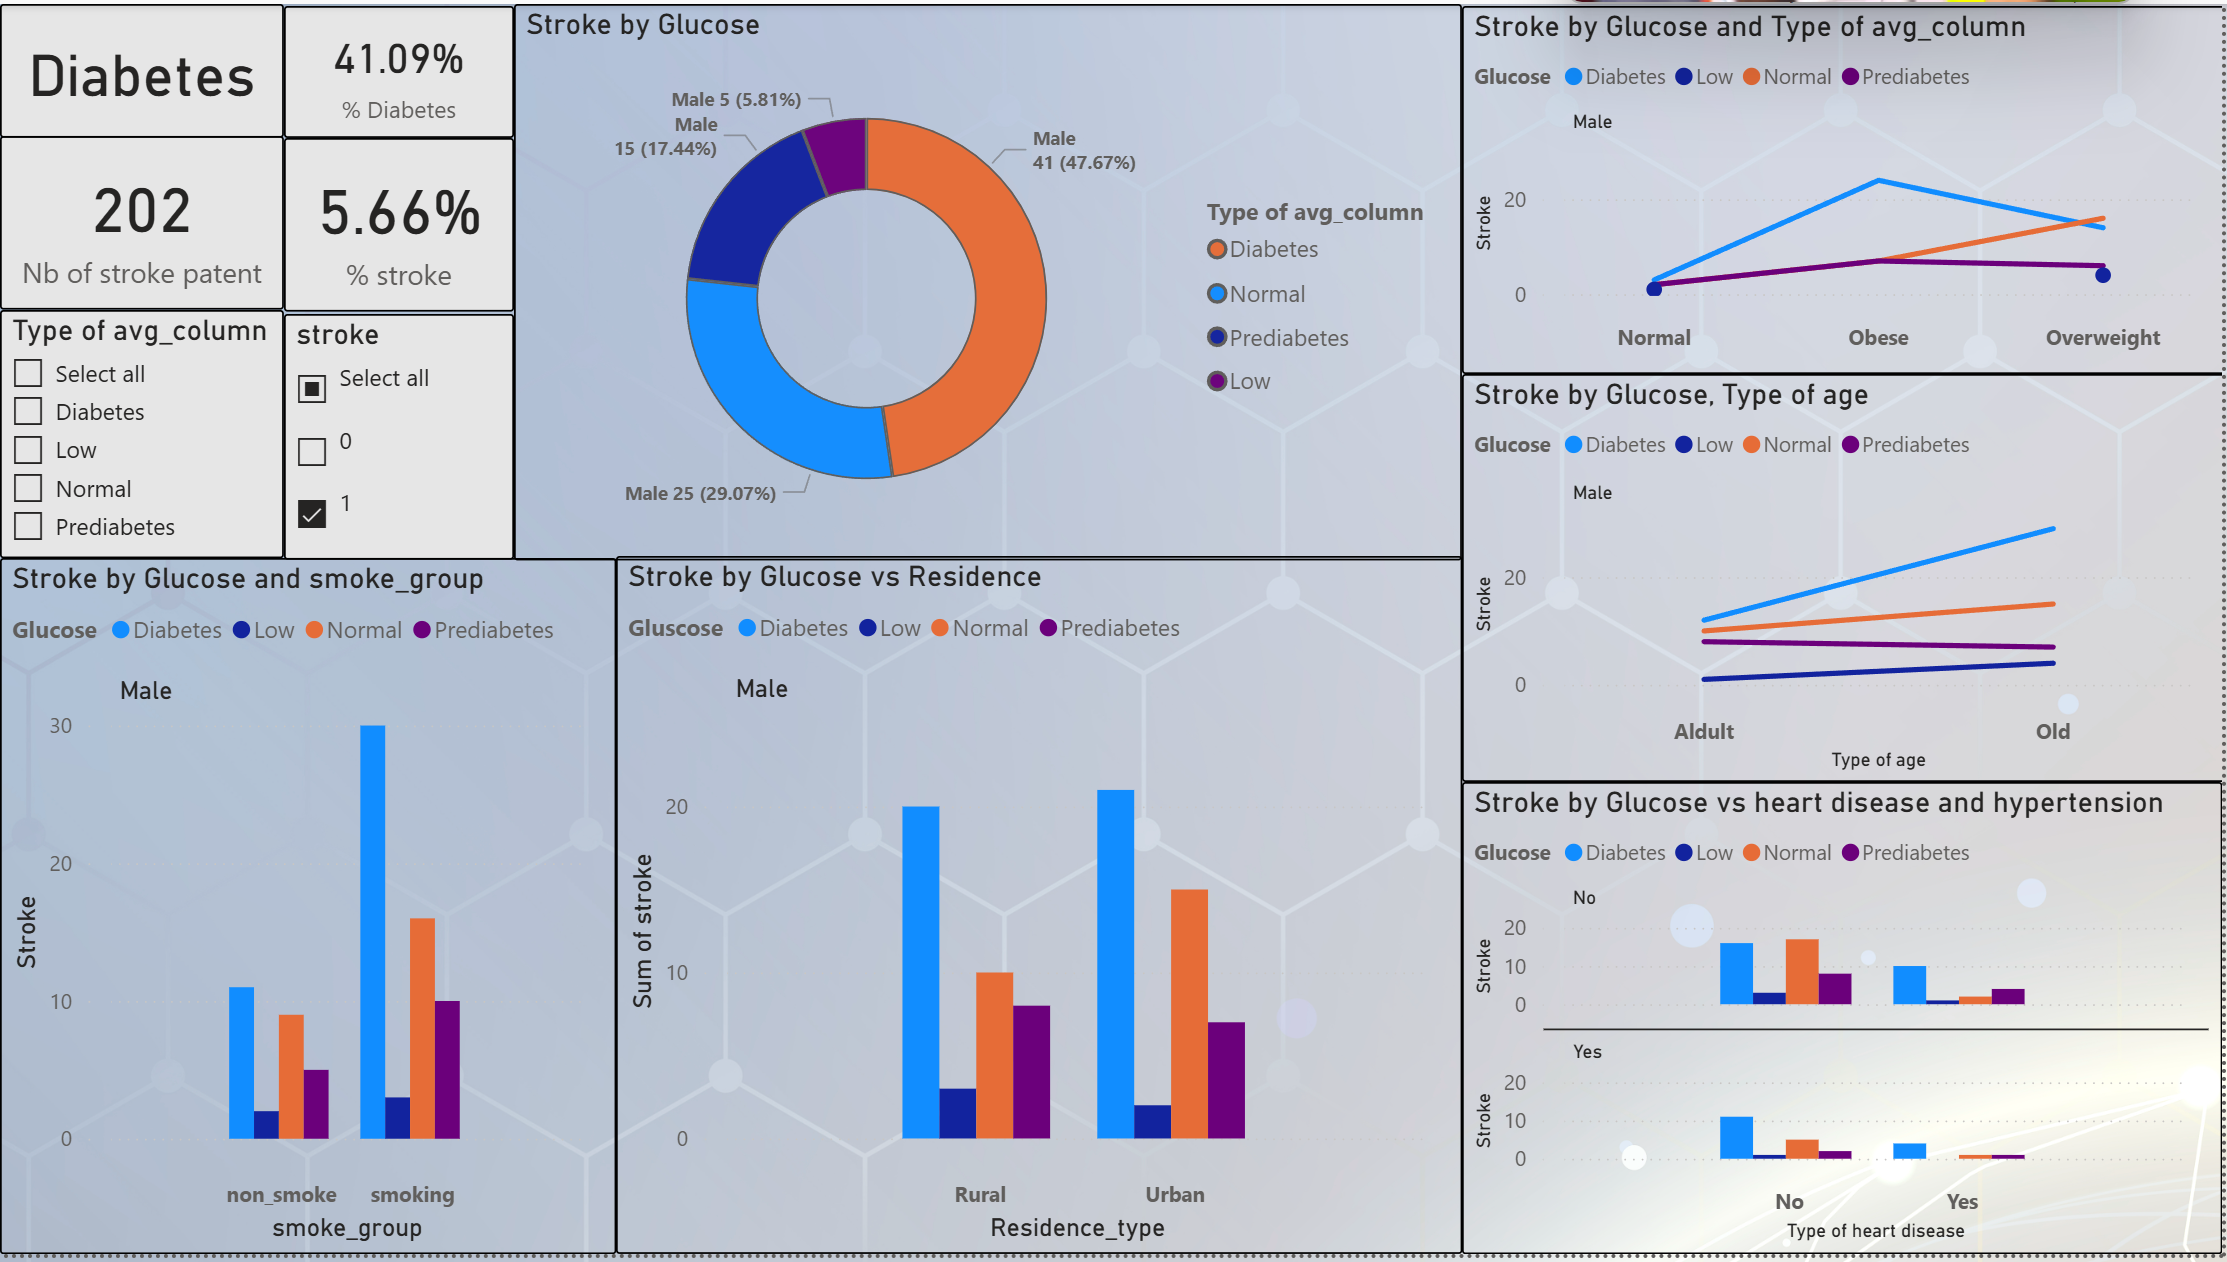 Diabetes
41.09%
% Diabetes
202
Nb of stroke patent
5.66%
% stroke
Type of avg_column
Select all
Diabetes
Low
Normal
Prediabetes
stroke
Select all
0
1
Stroke by Glucose
Male 5 (5.81%)
Male
15 (17.44%)
Male
41 (47.67%)
Male 25 (29.07%)
Type of avg_column
Diabetes
Normal
Prediabetes
Low
Stroke by Glucose and Type of avg_column
Glucose Diabetes Low Normal Prediabetes
Male
Stroke
20
0
Normal Obese Overweight
Stroke by Glucose, Type of age
Glucose Diabetes Low Normal Prediabetes
Male
Stroke
20
0
Aldult Old
Type of age
Stroke by Glucose and smoke_group
Glucose Diabetes Low Normal Prediabetes
Male
Stroke
30
20
10
0
non_smoke smoking
smoke_group
Stroke by Glucose vs Residence
Gluscose Diabetes Low Normal Prediabetes
Male
Sum of stroke
20
10
0
Rural Urban
Residence_type
Stroke by Glucose vs heart disease and hypertension
Glucose Diabetes Low Normal Prediabetes
No
Stroke
20
10
0
Yes
Stroke
20
10
0
No Yes
Type of heart disease